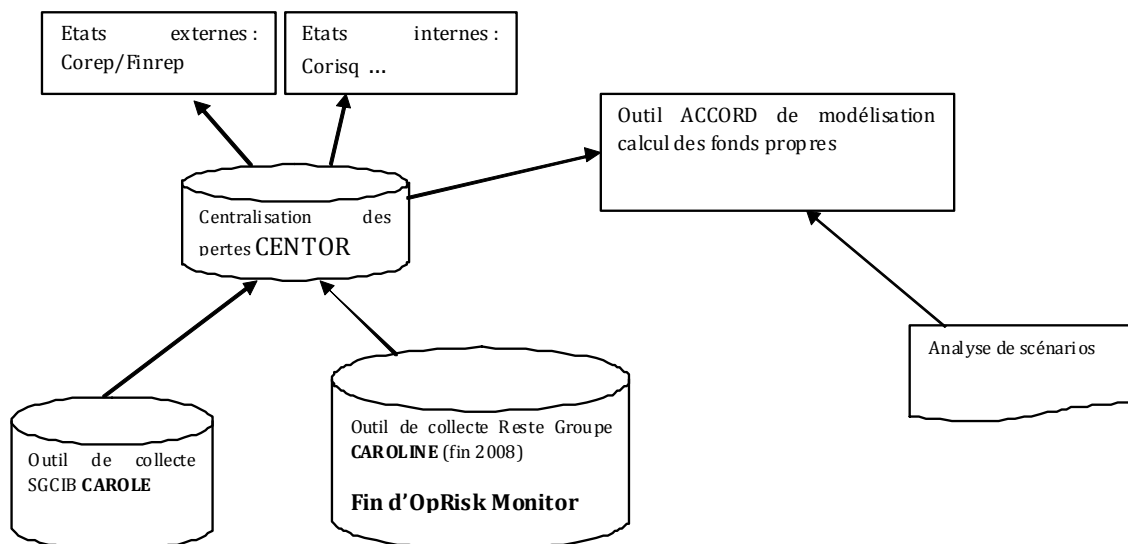 Etats externes :
Corep/Finrep
Etats internes :
Corisq ...
Outil ACCORD de modélisation
calcul des fonds propres
Centralisation des
pertes CENTOR
Analyse de scénarios
Outil de collecte Reste Groupe
CAROLINE (fin 2008)
Fin d'OpRisk Monitor
Outil de collecte
SGCIB CAROLE